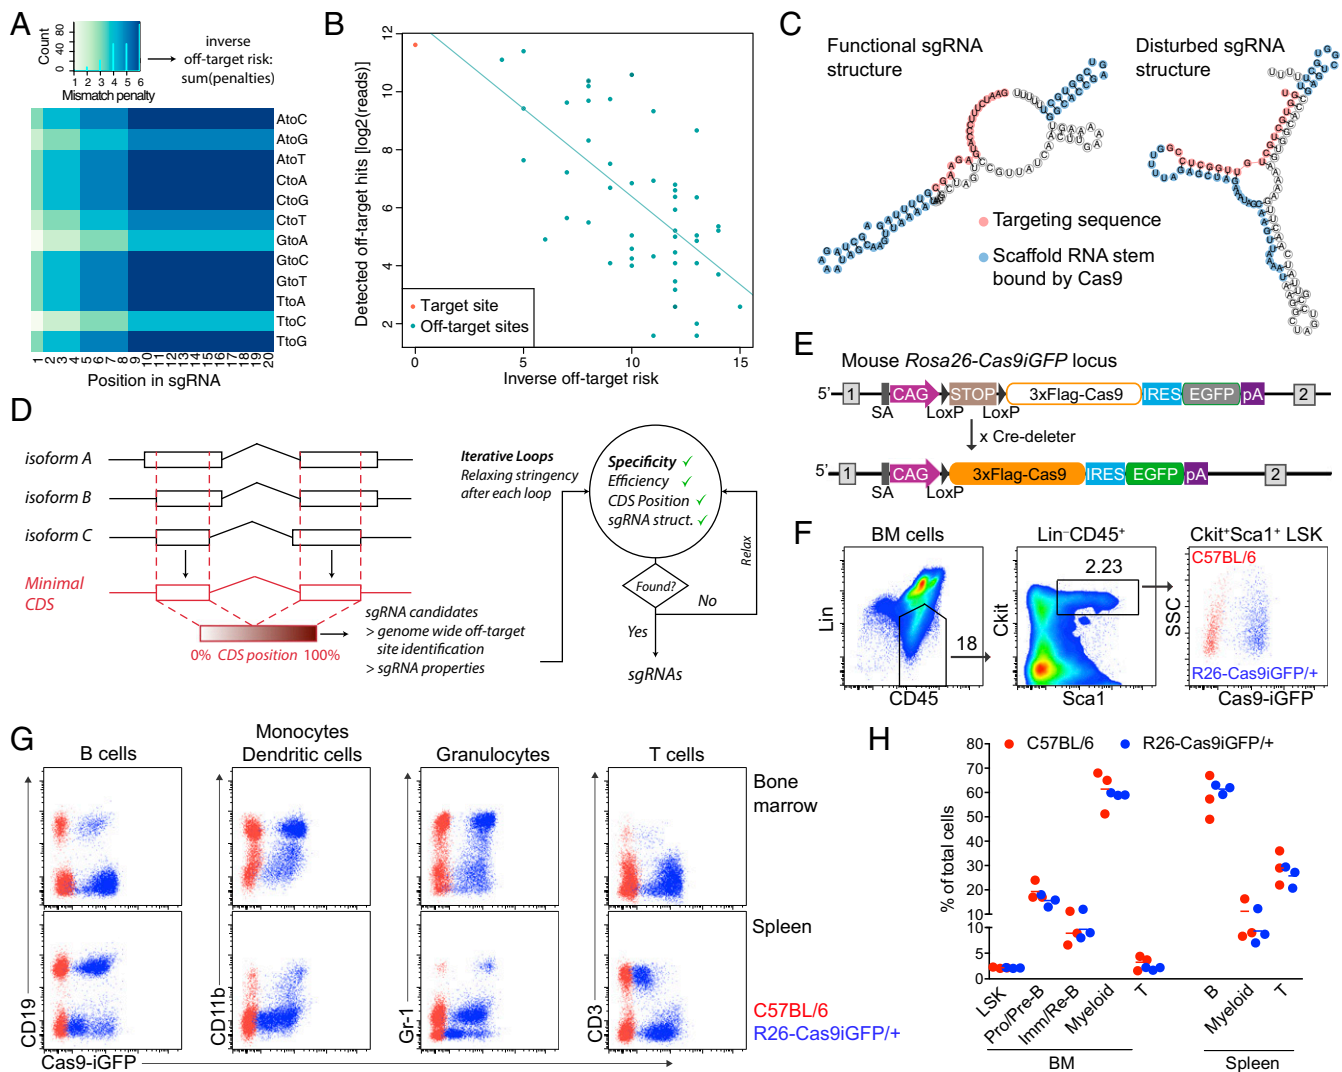 A
Count
80
40
0
1 2 3 4 5 6
Mismatch penalty
inverse
off-target risk:
sum(penalties)
AtoC
AtoG
AtoT
CtoA
CtoG
CtoT
GtoA
GtoC
GtoT
TtoA
TtoC
TtoG
1 2 3 4 5 6 7 8 9 10 11 12 13 14 15 16 17 18 19 20
Position in sgRNA
B
Detected off-target hits [log2(reads)]
12
10
8
6
4
2
Target site
Off-target sites
0 5 10 15
Inverse off-target risk
C
Functional sgRNA
structure
Disturbed sgRNA
structure
Targeting sequence
Scaffold RNA stem
bound by Cas9
D
isoform A
isoform B
isoform C
Minimal
CDS
0% CDS position 100%
sgRNA candidates
> genome wide off-target
site identification
> sgRNA properties
Iterative Loops
Relaxing stringency
after each loop
Specificity ✓
Efficiency ✓
CDS Position ✓
sgRNA struct. ✓
Found?
No
Relax
Yes
sgRNAs
E
Mouse Rosa26-Cas9iGFP locus
5' 1 CAG STOP 3xFlag-Cas9 IRES EGFP pA 2
SA LoxP LoxP
x Cre-deleter
5' 1 CAG 3xFlag-Cas9 IRES EGFP pA 2
SA LoxP
F
BM cells
Lin
18
CD45
Lin⁻CD45⁺
2.23
Ckit
Sca1
Ckit⁺Sca1⁺ LSK
C57BL/6
SSC
R26-Cas9iGFP/+
Cas9-iGFP
G
B cells
Monocytes
Dendritic cells
Granulocytes
T cells
Bone
marrow
Spleen
CD19
CD11b
Gr-1
CD3
C57BL/6
R26-Cas9iGFP/+
Cas9-iGFP
H
C57BL/6
R26-Cas9iGFP/+
% of total cells
80
70
60
50
40
30
20
10
10
5
0
LSK
Pro/Pre-B
Imm/Re-B
Myeloid
T
B
Myeloid
T
BM
Spleen